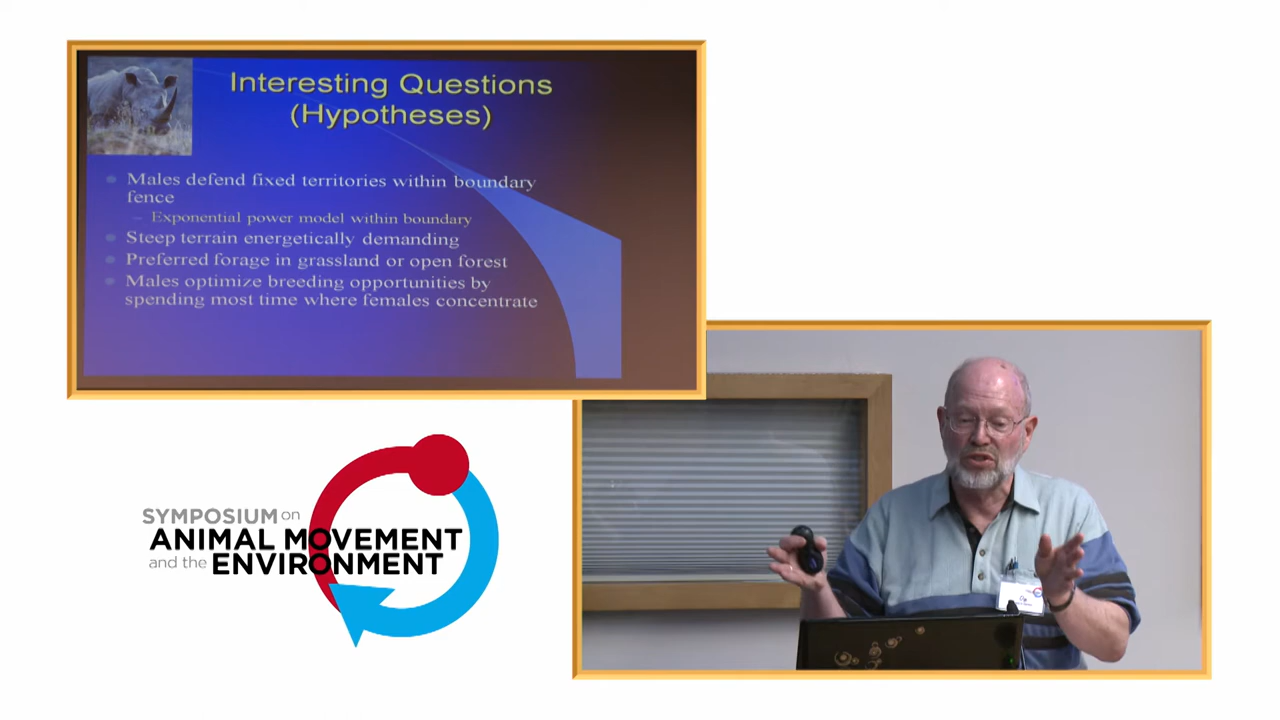 Interesting Questions
(Hypotheses)
Males defend fixed territories within boundary
fence
– Exponential power model within boundary
Steep terrain energetically demanding
Preferred forage in grassland or open forest
Males optimize breeding opportunities by
spending most time where females concentrate
SYMPOSIUM on
ANIMAL MOVEMENT
and the ENVIRONMENT